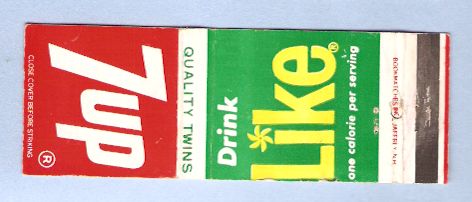 CLOSE COVER BEFORE STRIKING
7up®
QUALITY TWINS
Drink
Like®
one calorie per serving